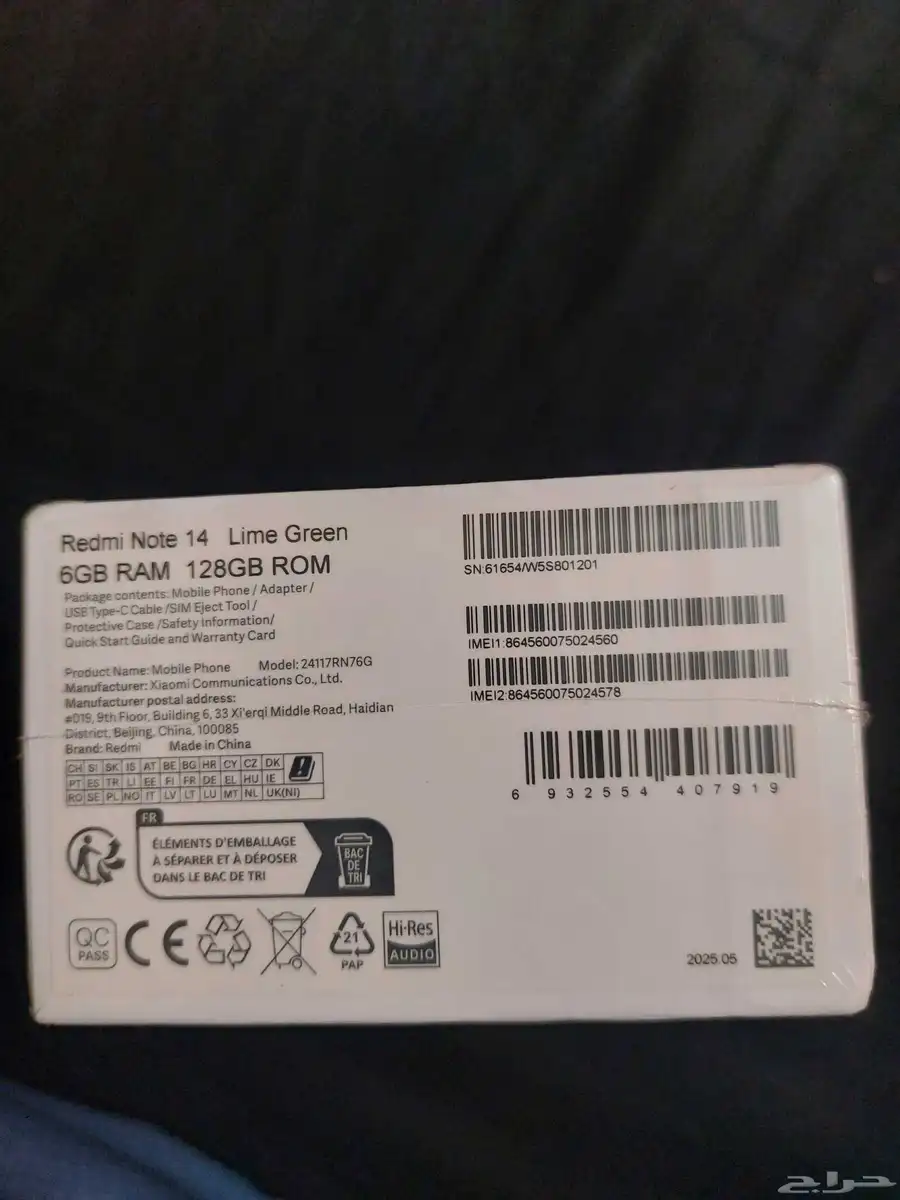 Redmi Note 14 Lime Green
6GB RAM 128GB ROM
Package contents: Mobile Phone / Adapter /
USB Type-C Cable /SIM Eject Tool /
Protective Case /Safety Information/
Quick Start Guide and Warranty Card
Product Name: Mobile Phone Model: 24117RN76G
Manufacturer: Xiaomi Communications Co., Ltd.
Manufacturer postal address:
#019, 9th Floor, Building 6, 33 Xi'erqi Middle Road, Haidian
District, Beijing, China, 100085
Brand: Redmi Made in China
CH SI SK IS AT BE BG HR CY CZ DK
PT ES TR LI EE FI FR DE EL HU IE
RO SE PL NO IT LV LT LU MT NL UK(NI)
SN:61654/W5S801201
IMEI1:864560075024560
IMEI2:864560075024578
6 932554 407919
FR
ÉLÉMENTS D'EMBALLAGE
À SÉPARER ET À DÉPOSER
DANS LE BAC DE TRI
BAC
DE
TRI
QC
PASS
CE
21
PAP
Hi-Res
AUDIO
2025.05
حراج